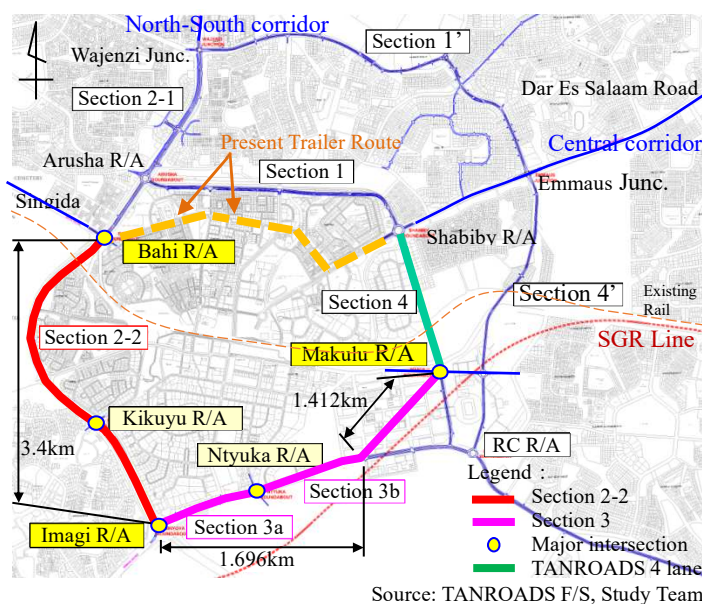 North-South corridor
Wajenzi Junc.
Section 1’
Dar Es Salaam Road
Section 2-1
Present Trailer Route
Central corridor
Arusha R/A
Section 1
Emmaus Junc.
Singida
Bahi R/A
Shabiby R/A
Section 4
Section 4’
Existing
Rail
Section 2-2
Makulu R/A
SGR Line
1.412km
Kikuyu R/A
3.4km
Ntyuka R/A
RC R/A
Legend :
Section 3b
Section 2-2
Imagi R/A
Section 3a
Section 3
Major intersection
1.696km
TANROADS 4 lane
Source: TANROADS F/S, Study Team